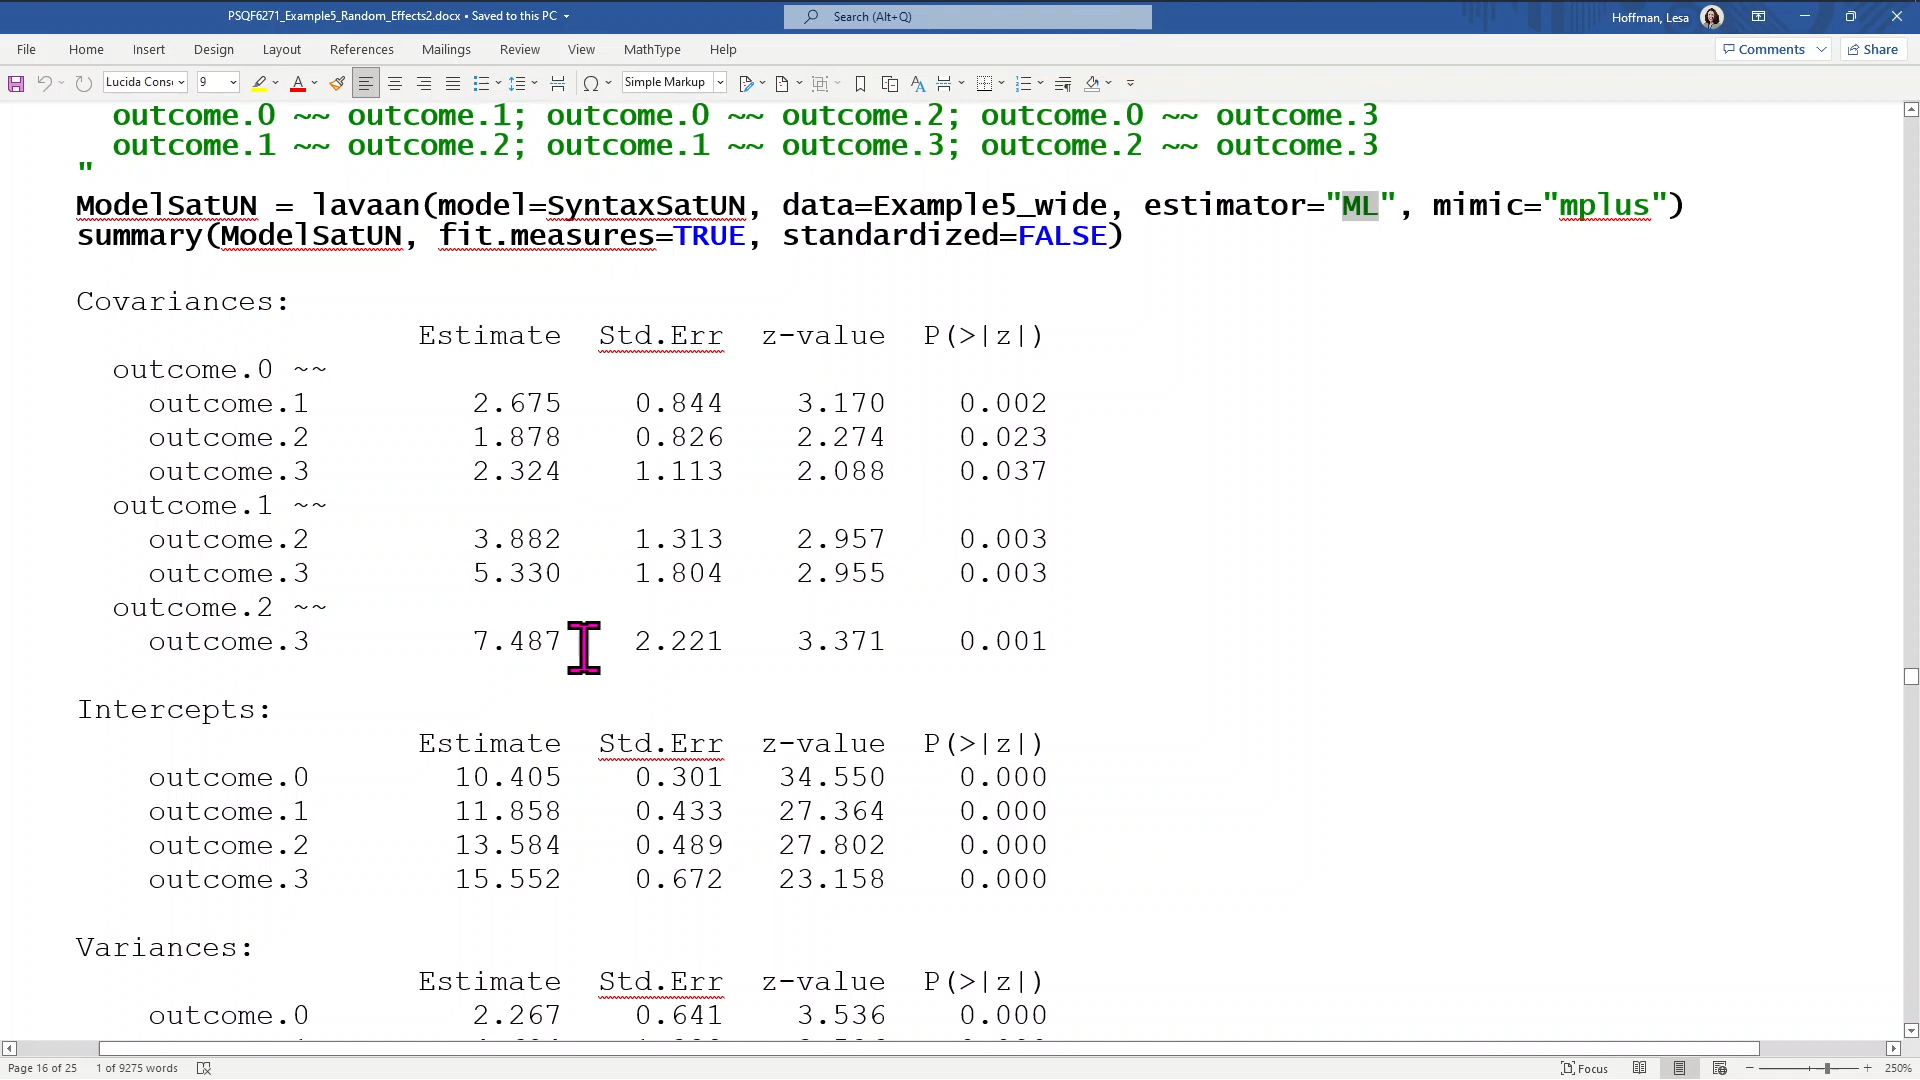 PSQF6271_Example5_Random_Effects2.docx • Saved to this PC
Search (Alt+Q)
Hoffman, Lesa
File Home Insert Design Layout References Mailings Review View MathType Help
Comments Share
Lucida Cons 9 Simple Markup
outcome.0 ~~ outcome.1; outcome.0 ~~ outcome.2; outcome.0 ~~ outcome.3
outcome.1 ~~ outcome.2; outcome.1 ~~ outcome.3; outcome.2 ~~ outcome.3
"
ModelSatUN = lavaan(model=SyntaxSatUN, data=Example5_wide, estimator="ML", mimic="mplus")
summary(ModelSatUN, fit.measures=TRUE, standardized=FALSE)
Covariances:
Estimate Std.Err z-value P(>|z|)
outcome.0 ~~
outcome.1 2.675 0.844 3.170 0.002
outcome.2 1.878 0.826 2.274 0.023
outcome.3 2.324 1.113 2.088 0.037
outcome.1 ~~
outcome.2 3.882 1.313 2.957 0.003
outcome.3 5.330 1.804 2.955 0.003
outcome.2 ~~
outcome.3 7.487 2.221 3.371 0.001
Intercepts:
Estimate Std.Err z-value P(>|z|)
outcome.0 10.405 0.301 34.550 0.000
outcome.1 11.858 0.433 27.364 0.000
outcome.2 13.584 0.489 27.802 0.000
outcome.3 15.552 0.672 23.158 0.000
Variances:
Estimate Std.Err z-value P(>|z|)
outcome.0 2.267 0.641 3.536 0.000
Page 16 of 25 1 of 9275 words Focus 250%